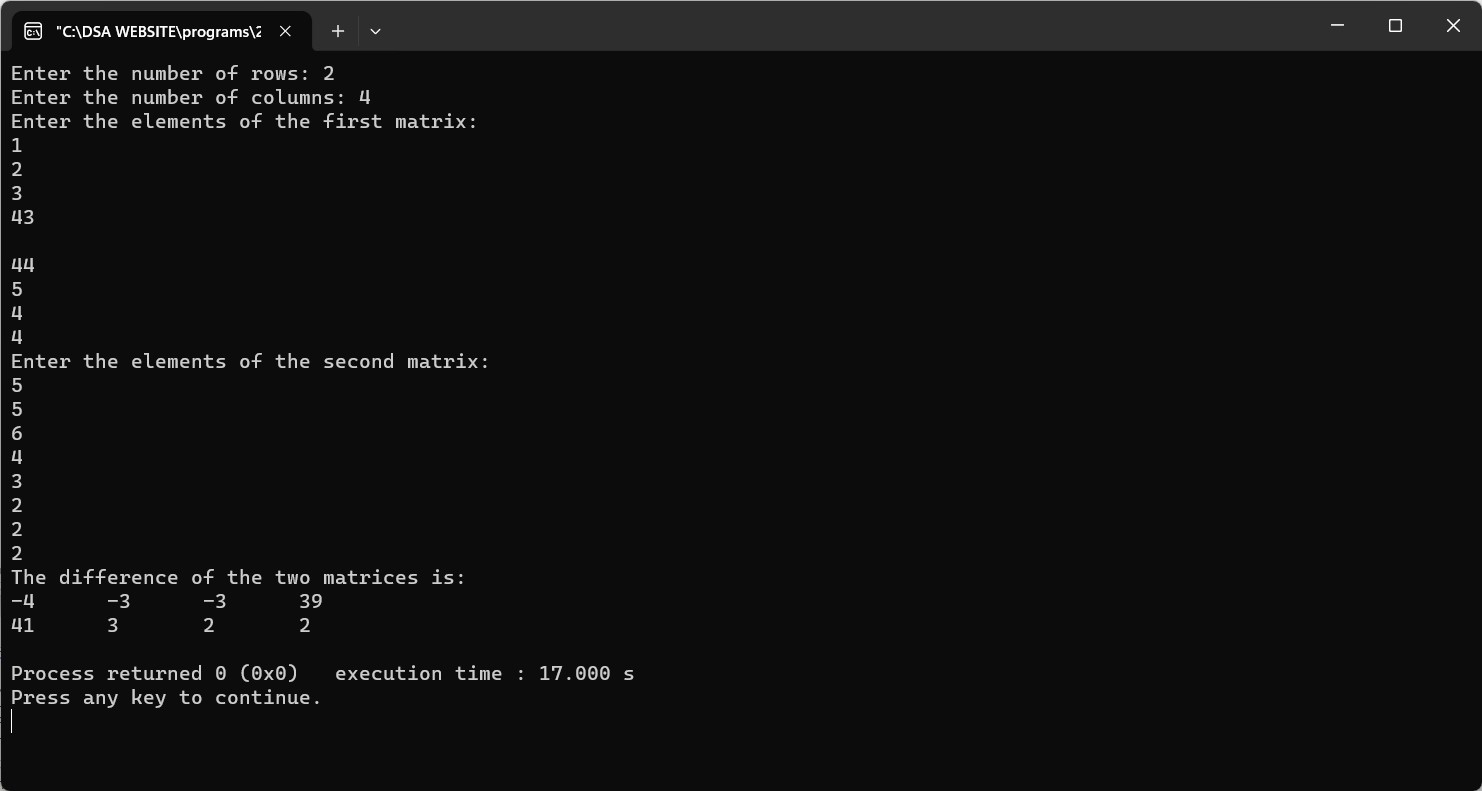 "C:\DSA WEBSITE\programs\2
Enter the number of rows: 2
Enter the number of columns: 4
Enter the elements of the first matrix:
1
2
3
43
44
5
4
4
Enter the elements of the second matrix:
5
5
6
4
3
2
2
2
The difference of the two matrices is:
-4 -3 -3 39
41 3 2 2
Process returned 0 (0x0) execution time : 17.000 s
Press any key to continue.